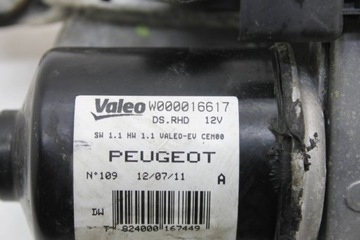 Valeo W000016617
DS.RHD 12V
SW 1.1 HW 1.1 VALEO-EV CEM00
PEUGEOT
N°109 12/07/11 A
DW
824000 167449